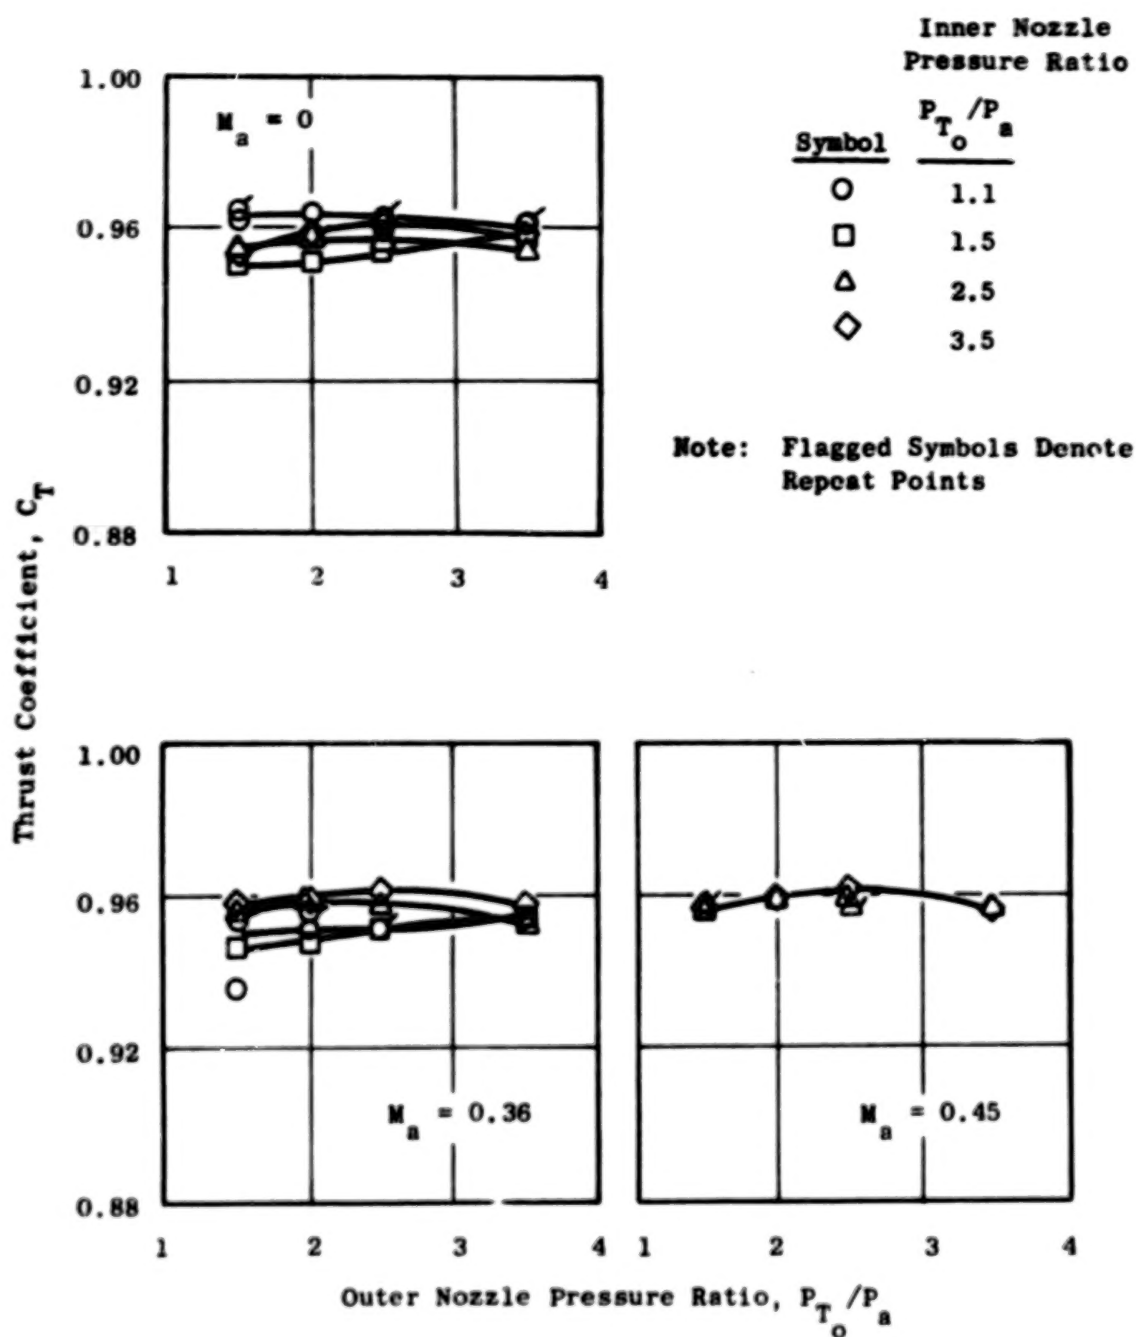 Inner Nozzle
Pressure Ratio
Symbol P_To/P_a
1.1
1.5
2.5
3.5
Note: Flagged Symbols Denote
Repeat Points
Thrust Coefficient, C_T
1.00
0.96
0.92
0.88
M_a = 0
1 2 3 4
1.00
0.96
0.92
0.88
M_a = 0.36
M_a = 0.45
1 2 3 4 1 2 3 4
Outer Nozzle Pressure Ratio, P_To/P_a